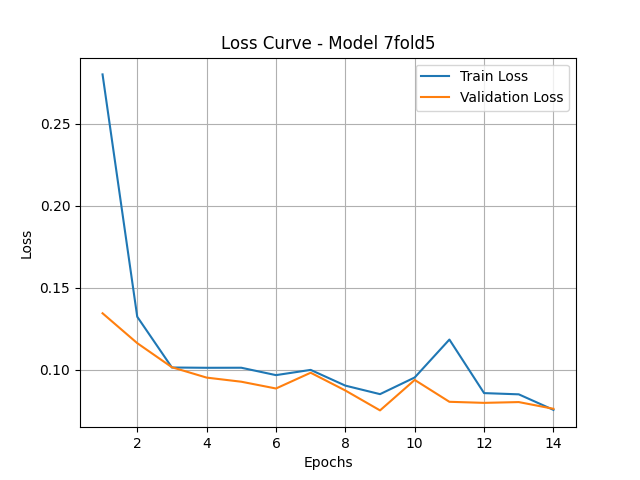 Loss Curve - Model 7fold5
Train Loss
Validation Loss
0.25
0.20
0.15
0.10
Loss
2 4 6 8 10 12 14
Epochs